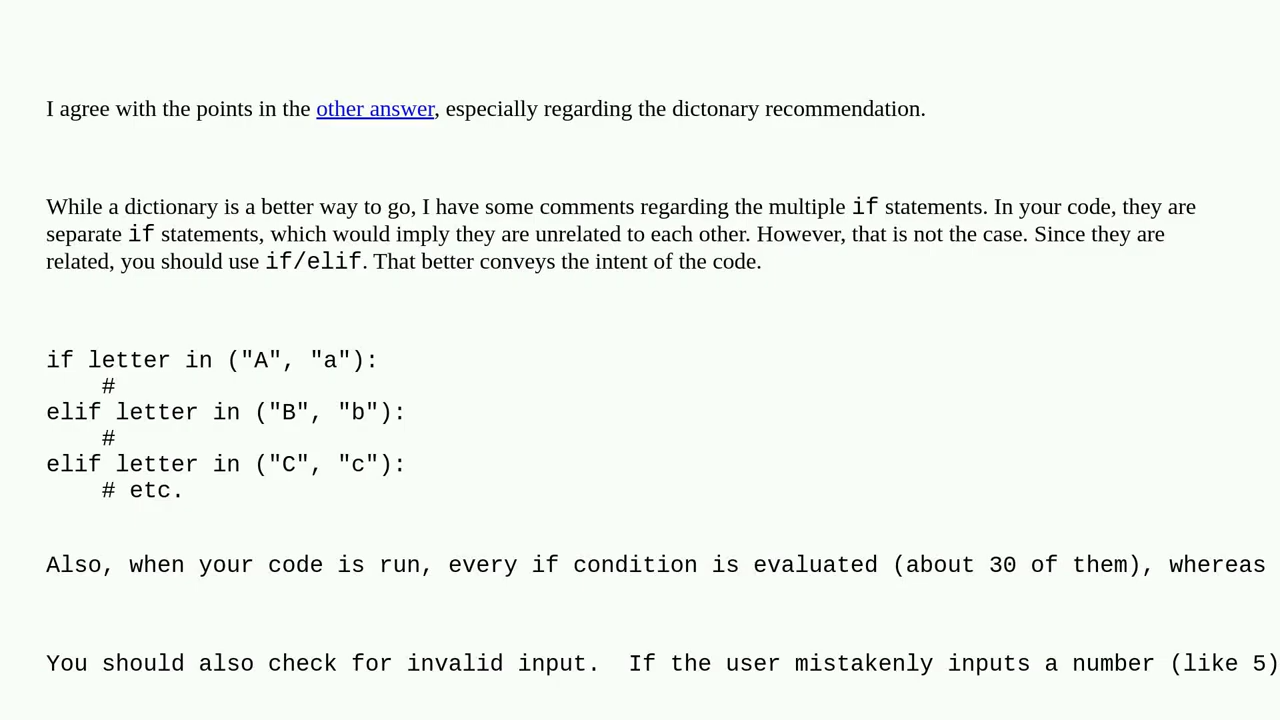 I agree with the points in the other answer, especially regarding the dictonary recommendation.
While a dictionary is a better way to go, I have some comments regarding the multiple if statements. In your code, they are
separate if statements, which would imply they are unrelated to each other. However, that is not the case. Since they are
related, you should use if/elif. That better conveys the intent of the code.
if letter in ("A", "a"):
    #
elif letter in ("B", "b"):
    #
elif letter in ("C", "c"):
    # etc.
Also, when your code is run, every if condition is evaluated (about 30 of them), whereas
You should also check for invalid input.  If the user mistakenly inputs a number (like 5)